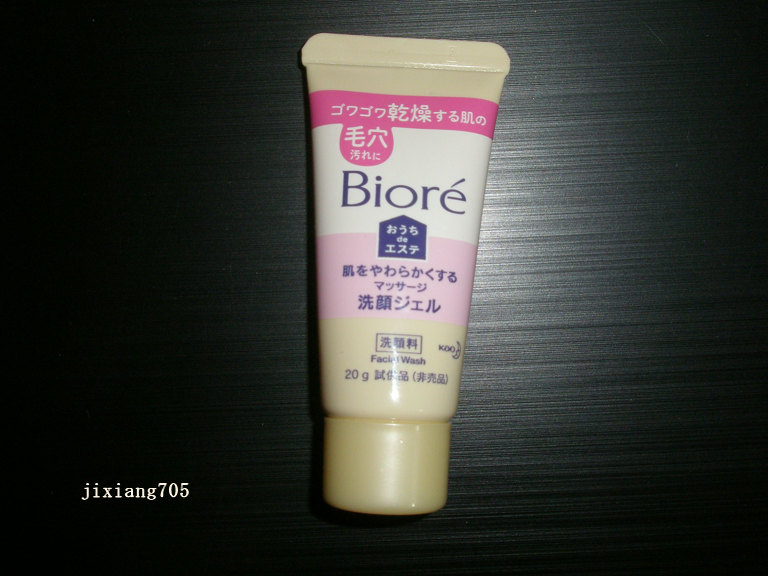 ゴワゴワ乾燥する肌の
毛穴
汚れに
Bioré
おうち
de
エステ
肌をやわらかくする
マッサージ
洗顔ジェル
洗顔料
Kao
Facial Wash
20g 試供品(非売品)
jixiang705